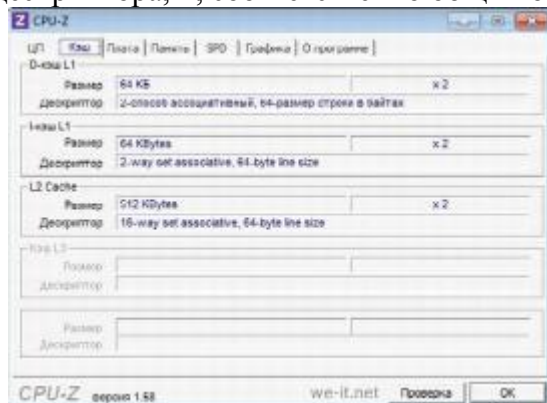 CPU-Z
ЦП Кэш Плата Память SPD Графика О программе
D-кэш L1
Размер 64 КБ x 2
Дескриптор 2-способ ассоциативный, 64-размер строки в байтах
I-кэш L1
Размер 64 KBytes x 2
Дескриптор 2-way set associative, 64-byte line size
L2 Cache
Размер 512 KBytes x 2
Дескриптор 16-way set associative, 64-byte line size
Кэш L3
Размер
Дескриптор
Размер
Дескриптор
CPU-Z версия 1.58 we-it.net Проверка OK